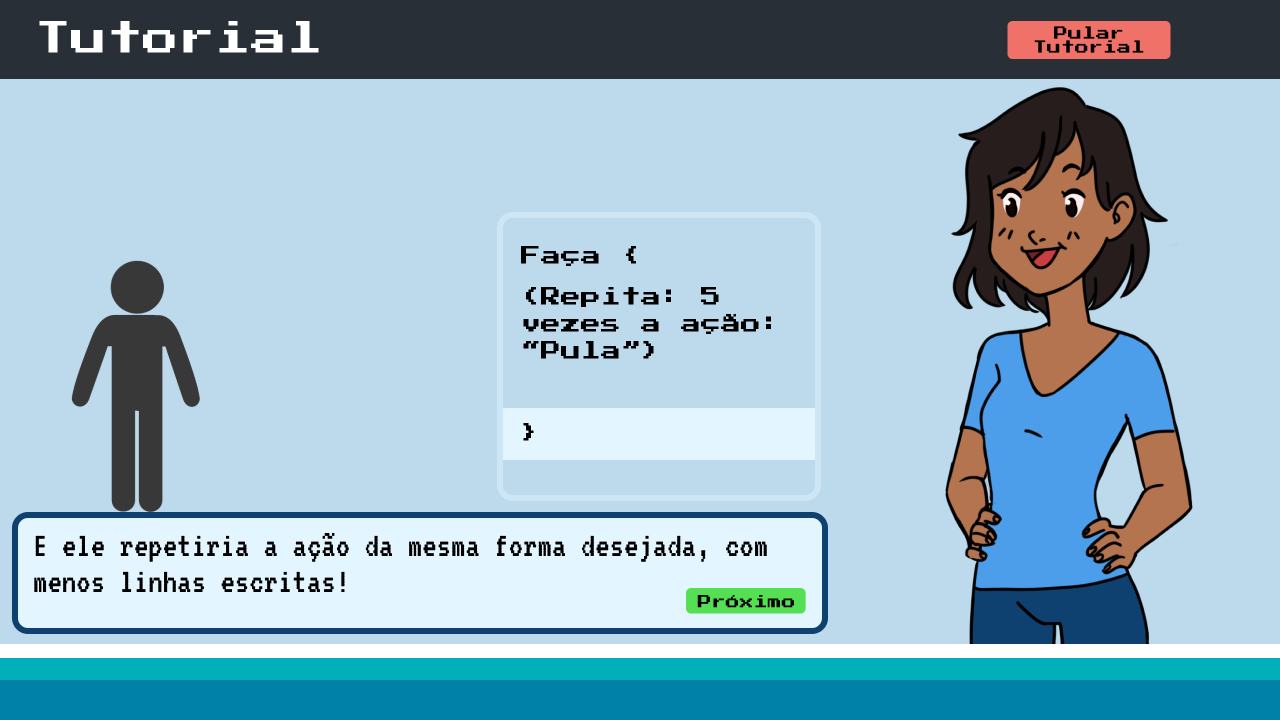 Tutorial
Pular
Tutorial
Faça {
(Repita: 5
vezes a ação:
“Pula”)
}
E ele repetiria a ação da mesma forma desejada, com
menos linhas escritas!
Próximo